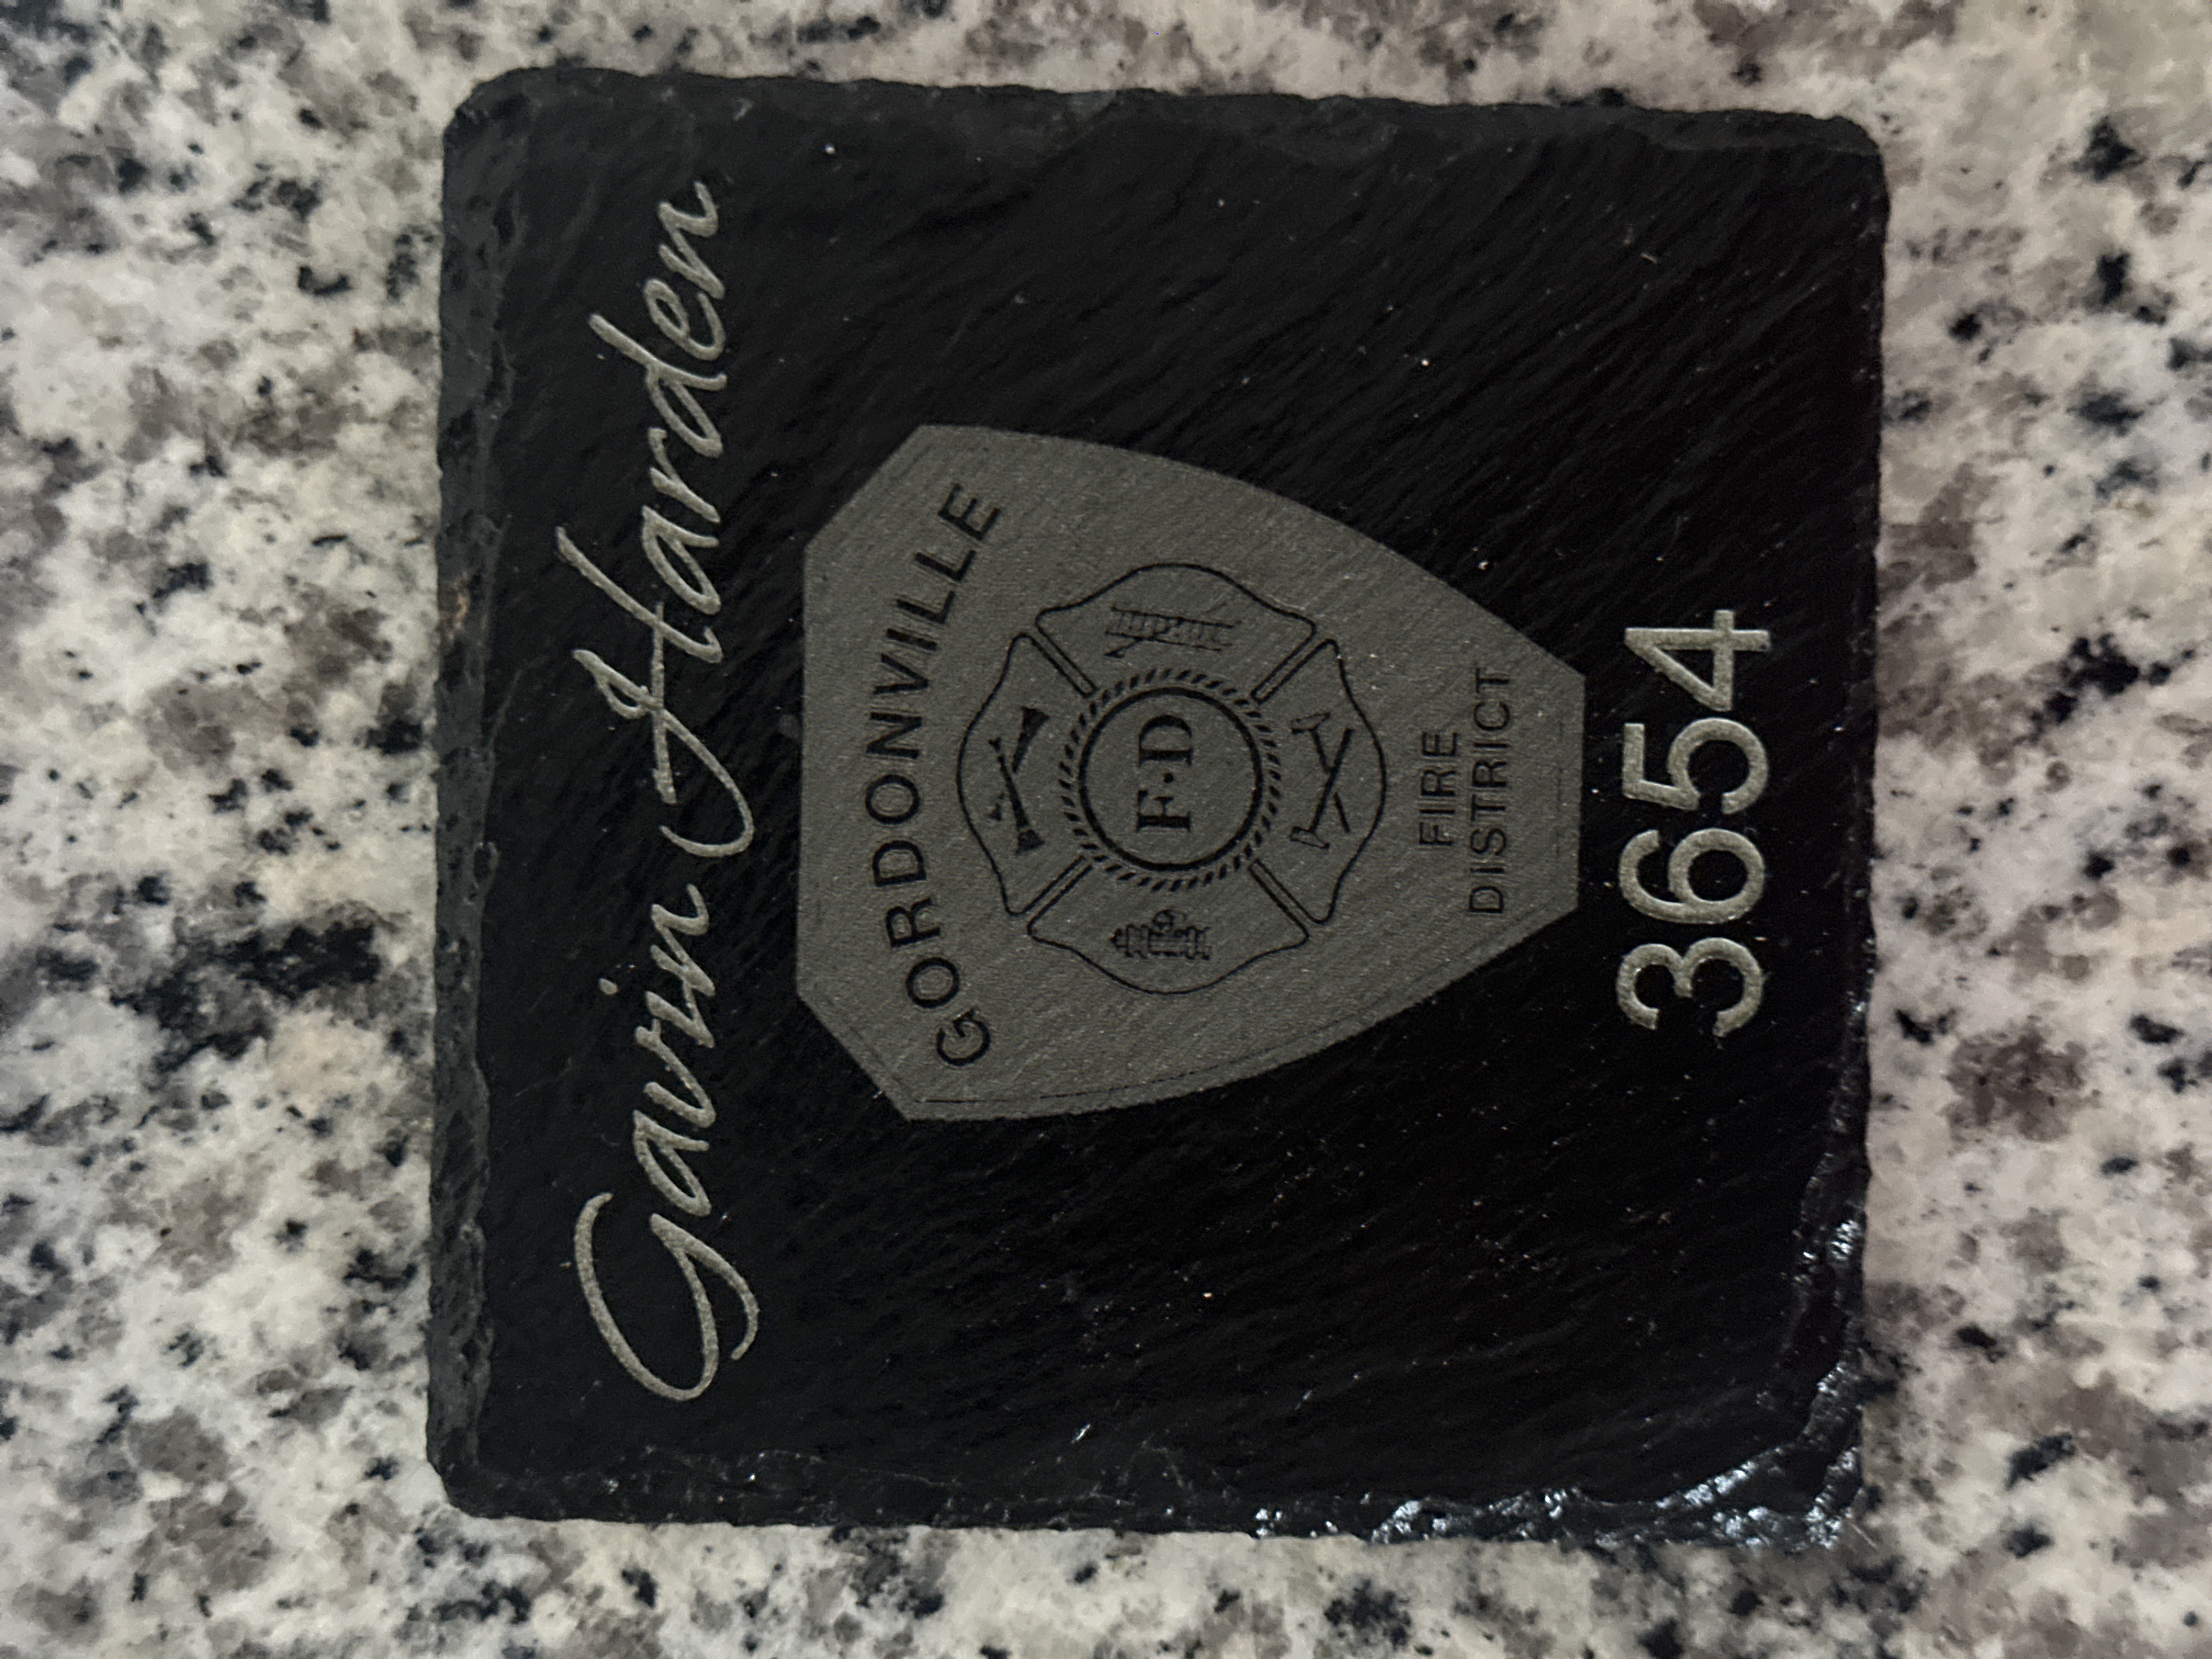 Gavin Harden
GORDONVILLE
F·D
FIRE
DISTRICT
3654